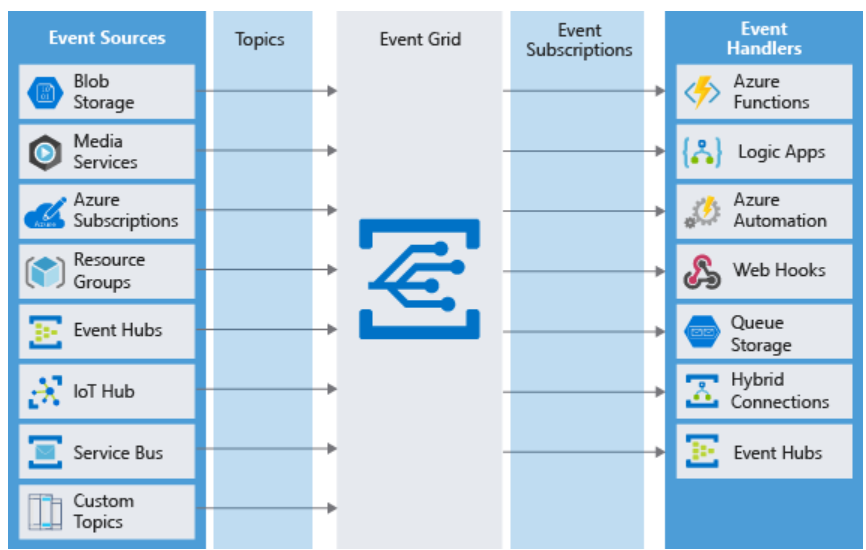 Event Sources
Topics
Event Grid
Event
Subscriptions
Event
Handlers
Blob
Storage
Media
Services
Azure
Subscriptions
Resource
Groups
Event Hubs
IoT Hub
Service Bus
Custom
Topics
Azure
Functions
Logic Apps
Azure
Automation
Web Hooks
Queue
Storage
Hybrid
Connections
Event Hubs